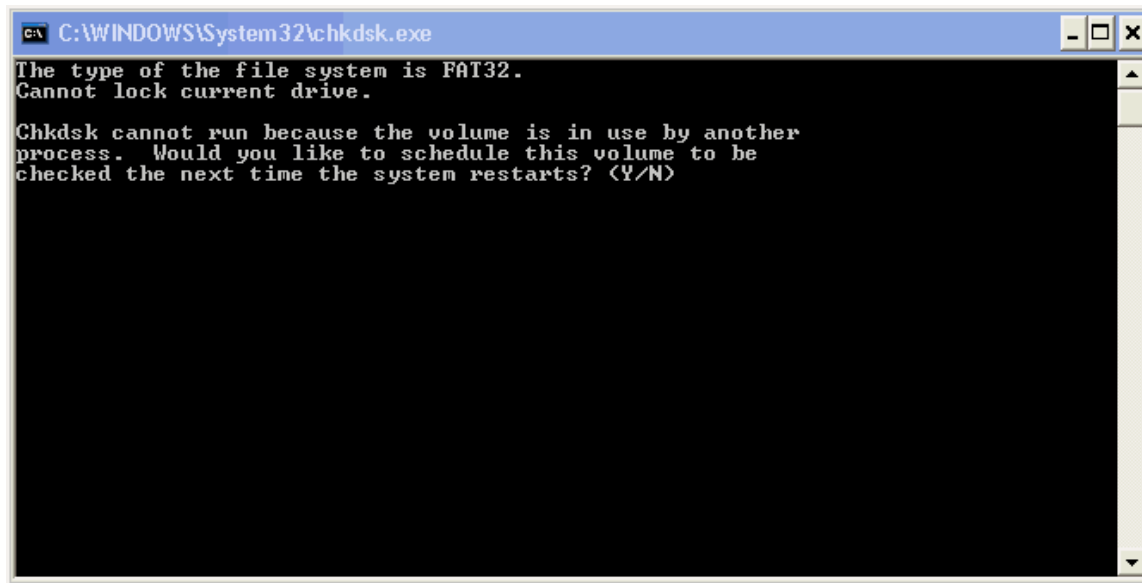 C:\WINDOWS\System32\chkdsk.exe
The type of the file system is FAT32.
Cannot lock current drive.
Chkdsk cannot run because the volume is in use by another
process.  Would you like to schedule this volume to be
checked the next time the system restarts? (Y/N)